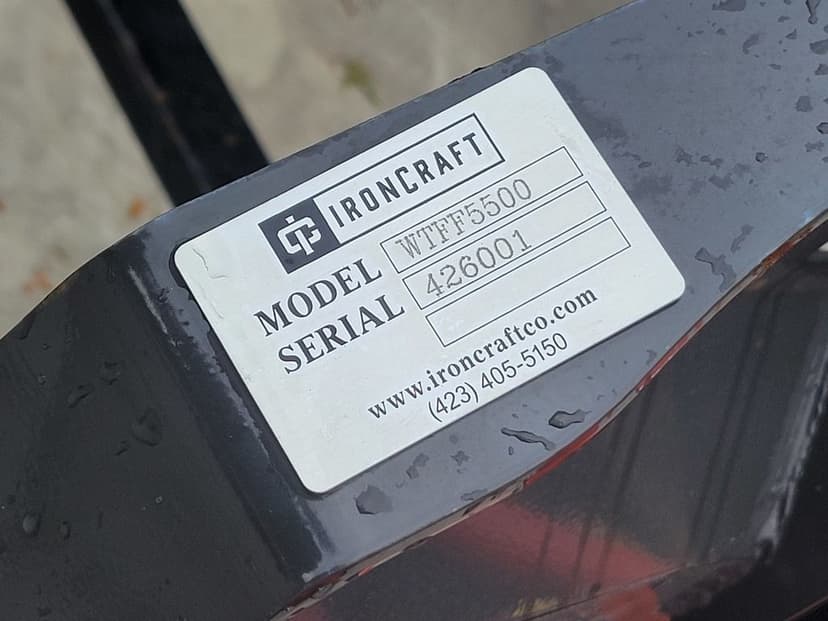 IRONCRAFT
MODEL WTFF5500
SERIAL 426001
www.ironcraftco.com
(423) 405-5150